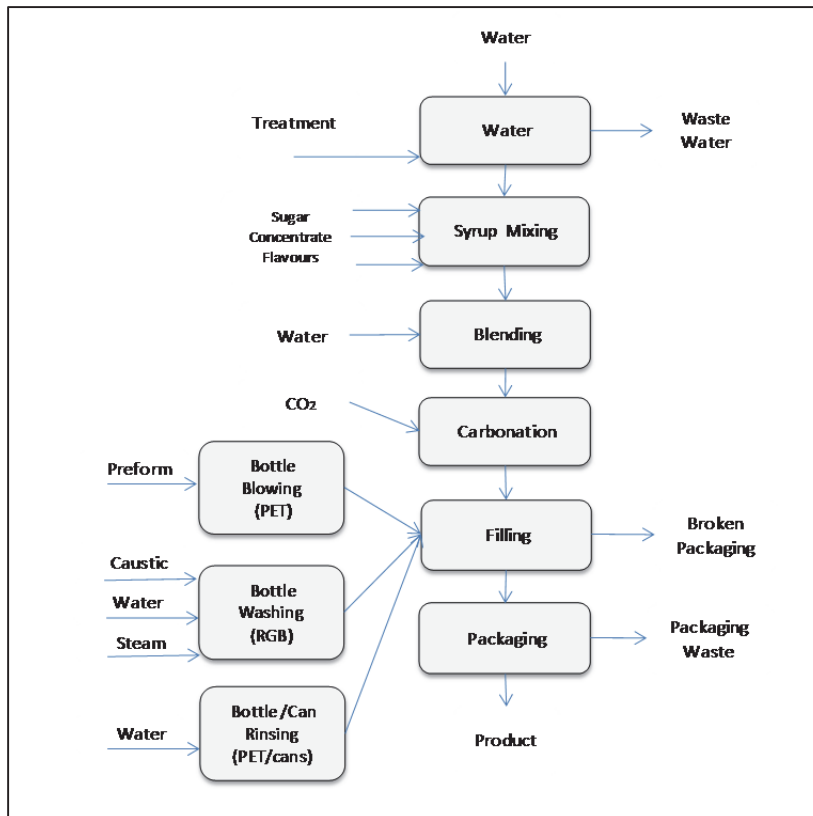 Water
Treatment
Water
Waste
Water
Sugar
Concentrate
Flavours
Syrup Mixing
Water
Blending
CO₂
Carbonation
Preform
Bottle
Blowing
(PET)
Filling
Broken
Packaging
Caustic
Water
Steam
Bottle
Washing
(RGB)
Packaging
Packaging
Waste
Water
Bottle/Can
Rinsing
(PET/cans)
Product